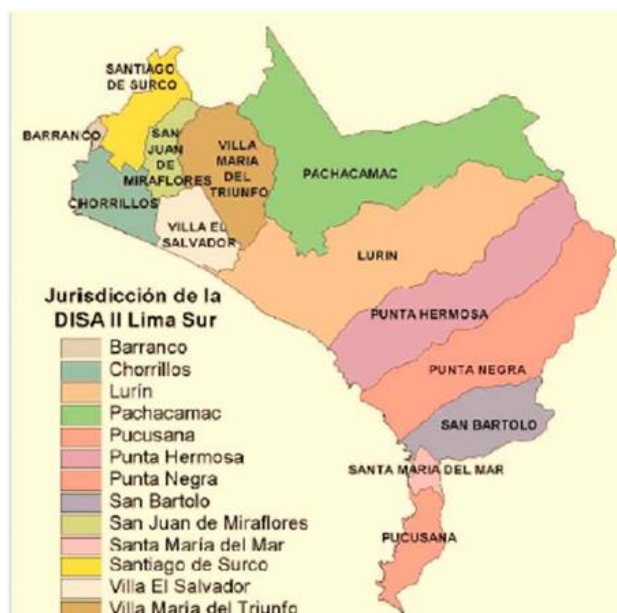 SANTIAGO
DE SURCO
BARRANCO
SAN
JUAN
DE
MIRAFLORES
VILLA
MARIA
DEL
TRIUNFO
PACHACAMAC
CHORRILLOS
VILLA EL
SALVADOR
LURIN
Jurisdicción de la
DISA II Lima Sur
PUNTA HERMOSA
PUNTA NEGRA
SAN BARTOLO
SANTA MARIA DEL MAR
PUCUSANA
Barranco
Chorrillos
Lurín
Pachacamac
Pucusana
Punta Hermosa
Punta Negra
San Bartolo
San Juan de Miraflores
Santa María del Mar
Santiago de Surco
Villa El Salvador
Villa Maria del Triunfo